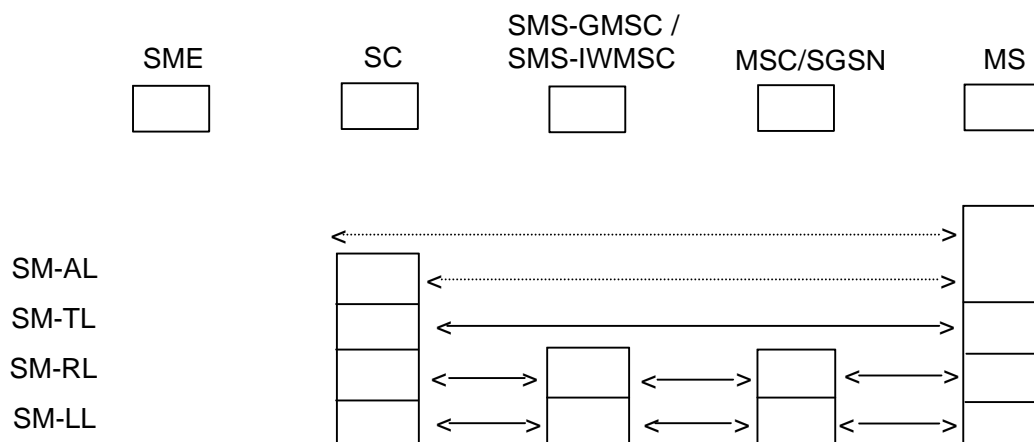 SMS-GMSC /
SME SC SMS-IWMSC MSC/SGSN MS
SM-AL
SM-TL
SM-RL
SM-LL